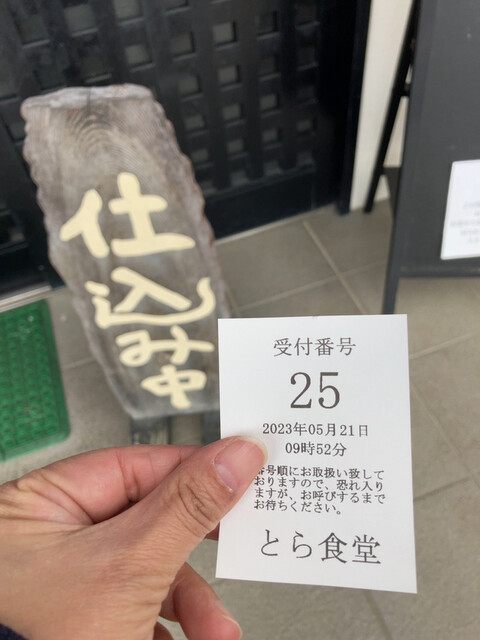 仕込み中
受付番号
25
2023年05月21日
09時52分
番号順にお取扱い致して
おりますので、恐れ入り
ますが、お呼びするまで
お待ちください。
とら食堂